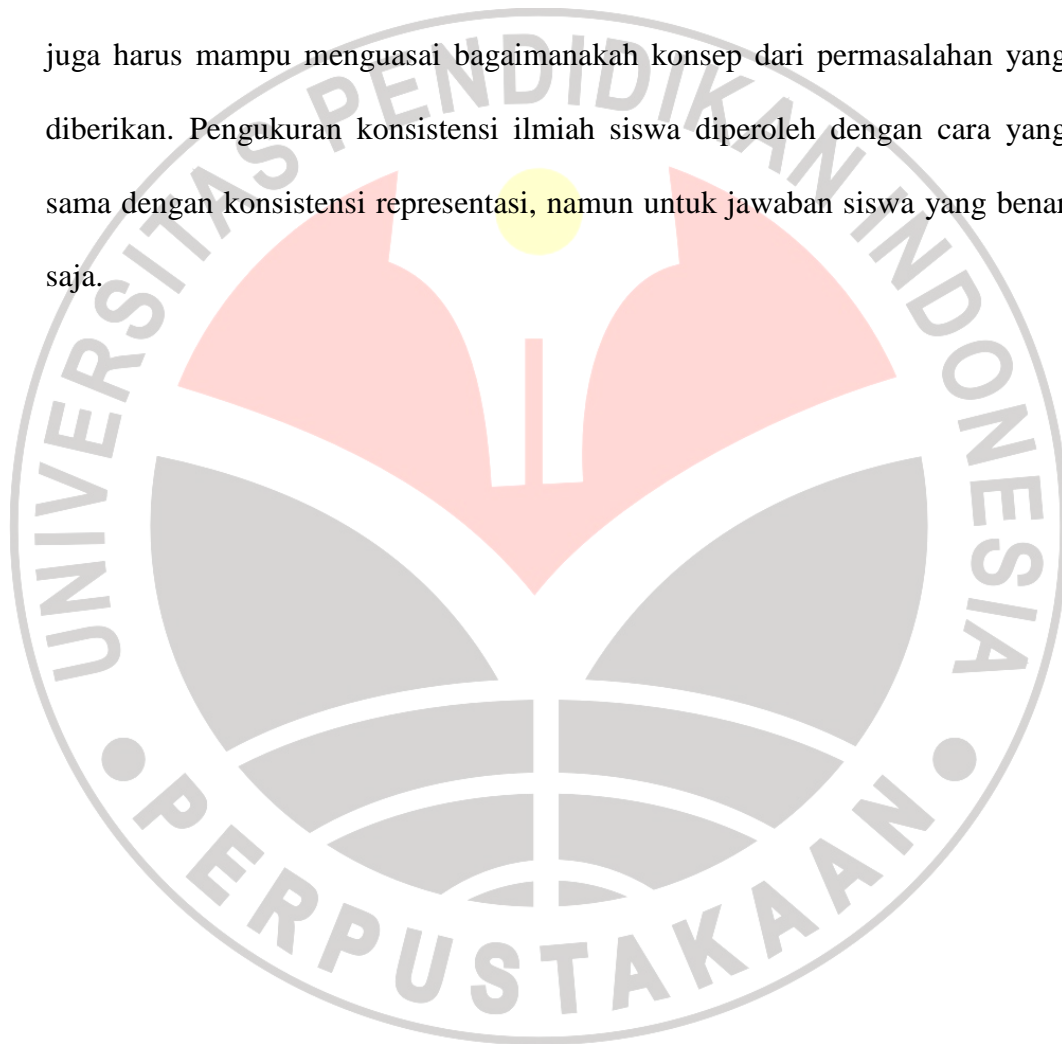 juga harus mampu menguasai bagaimanakah konsep dari permasalahan yang
diberikan. Pengukuran konsistensi ilmiah siswa diperoleh dengan cara yang
sama dengan konsistensi representasi, namun untuk jawaban siswa yang benar
saja.
UNIVERSITAS PENDIDIKAN INDONESIA
PERPUSTAKAAN